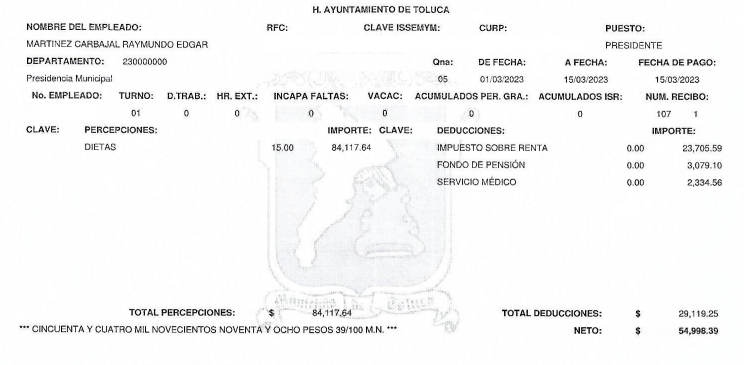 H. AYUNTAMIENTO DE TOLUCA
NOMBRE DEL EMPLEADO: RFC: CLAVE ISSEMYM: CURP: PUESTO:
MARTINEZ CARBAJAL RAYMUNDO EDGAR PRESIDENTE
DEPARTAMENTO: 230000000 Qna: DE FECHA: A FECHA: FECHA DE PAGO:
Presidencia Municipal 05 01/03/2023 15/03/2023 15/03/2023
No. EMPLEADO: TURNO: D.TRAB.: HR. EXT.: INCAPA FALTAS: VACAC: ACUMULADOS PER. GRA.: ACUMULADOS ISR: NUM. RECIBO:
01 0 0 0 0 0 0 107 1
CLAVE: PERCEPCIONES: IMPORTE: CLAVE: DEDUCCIONES: IMPORTE:
DIETAS 15.00 84,117.64 IMPUESTO SOBRE RENTA 0.00 23,705.59
FONDO DE PENSIÓN 0.00 3,079.10
SERVICIO MÉDICO 0.00 2,334.56
Municipio de Toluca
TOTAL PERCEPCIONES: $ 84,117.64 TOTAL DEDUCCIONES: $ 29,119.25
*** CINCUENTA Y CUATRO MIL NOVECIENTOS NOVENTA Y OCHO PESOS 39/100 M.N. *** NETO: $ 54,998.39